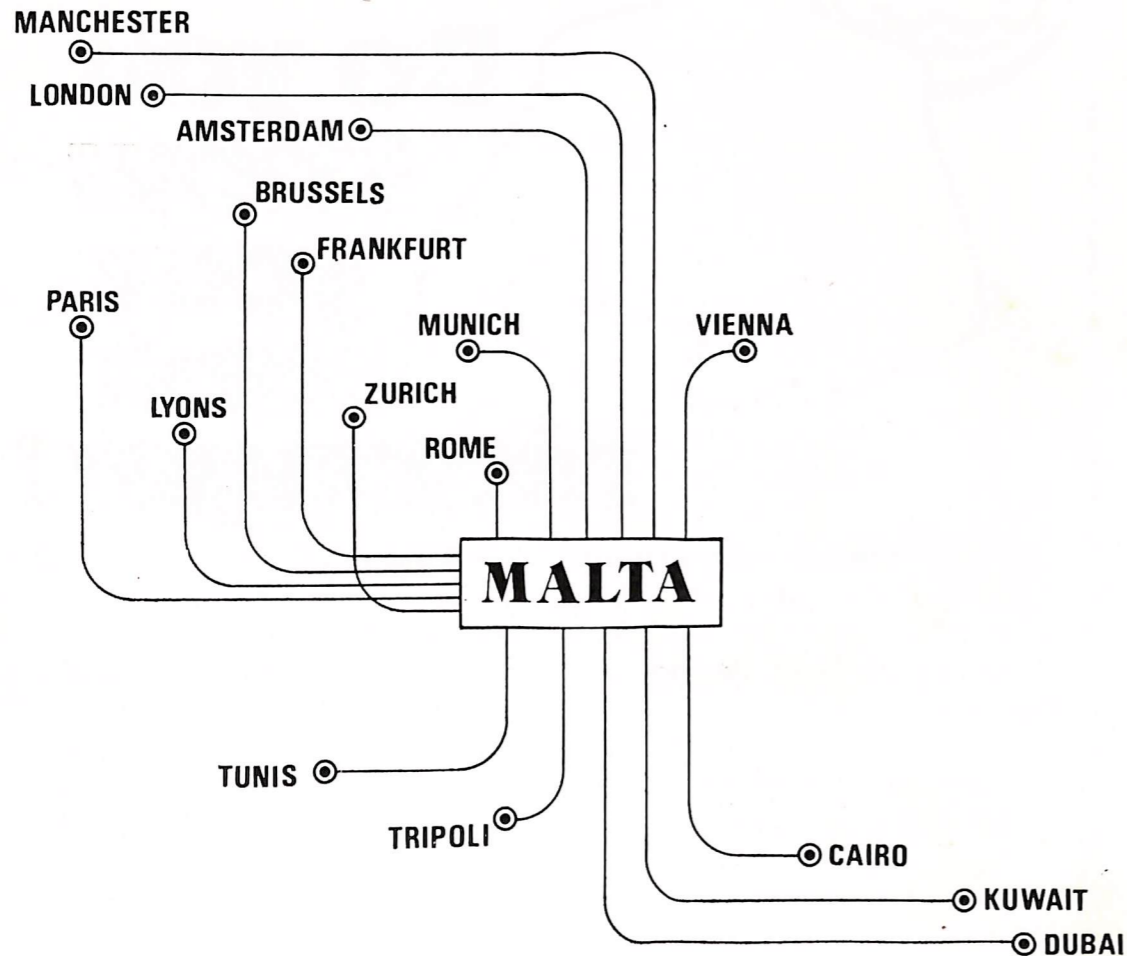 MANCHESTER
LONDON
AMSTERDAM
BRUSSELS
FRANKFURT
PARIS
MUNICH
VIENNA
ZURICH
LYONS
ROME
MALTA
TUNIS
TRIPOLI
CAIRO
KUWAIT
DUBAI